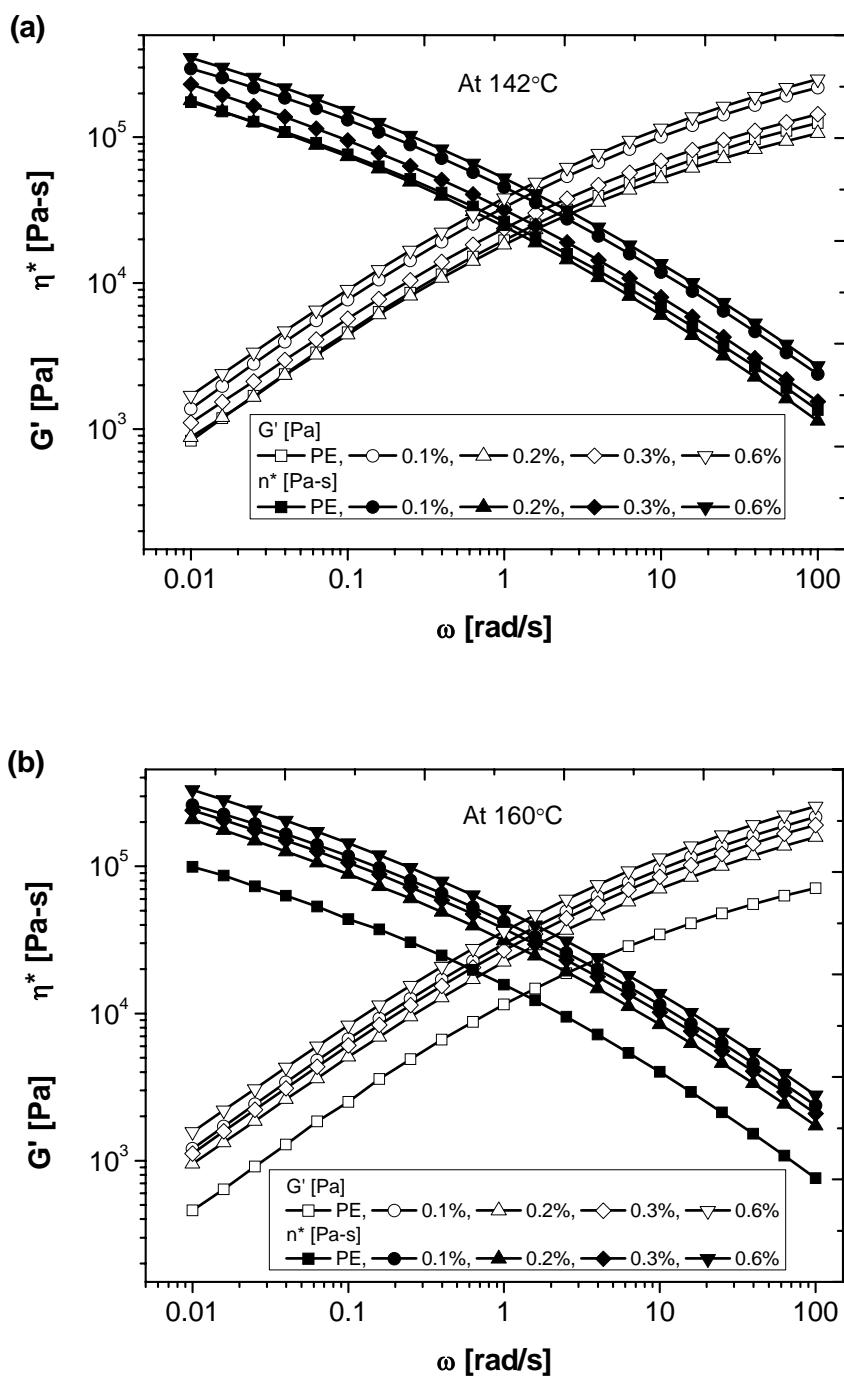 (a)
At 142°C
10^5
10^4
10^3
η* [Pa-s]
G' [Pa]
G' [Pa]
PE, 0.1%, 0.2%, 0.3%, 0.6%
n* [Pa-s]
PE, 0.1%, 0.2%, 0.3%, 0.6%
0.01 0.1 1 10 100
ω [rad/s]
(b)
At 160°C
10^5
10^4
10^3
η* [Pa-s]
G' [Pa]
G' [Pa]
PE, 0.1%, 0.2%, 0.3%, 0.6%
n* [Pa-s]
PE, 0.1%, 0.2%, 0.3%, 0.6%
0.01 0.1 1 10 100
ω [rad/s]